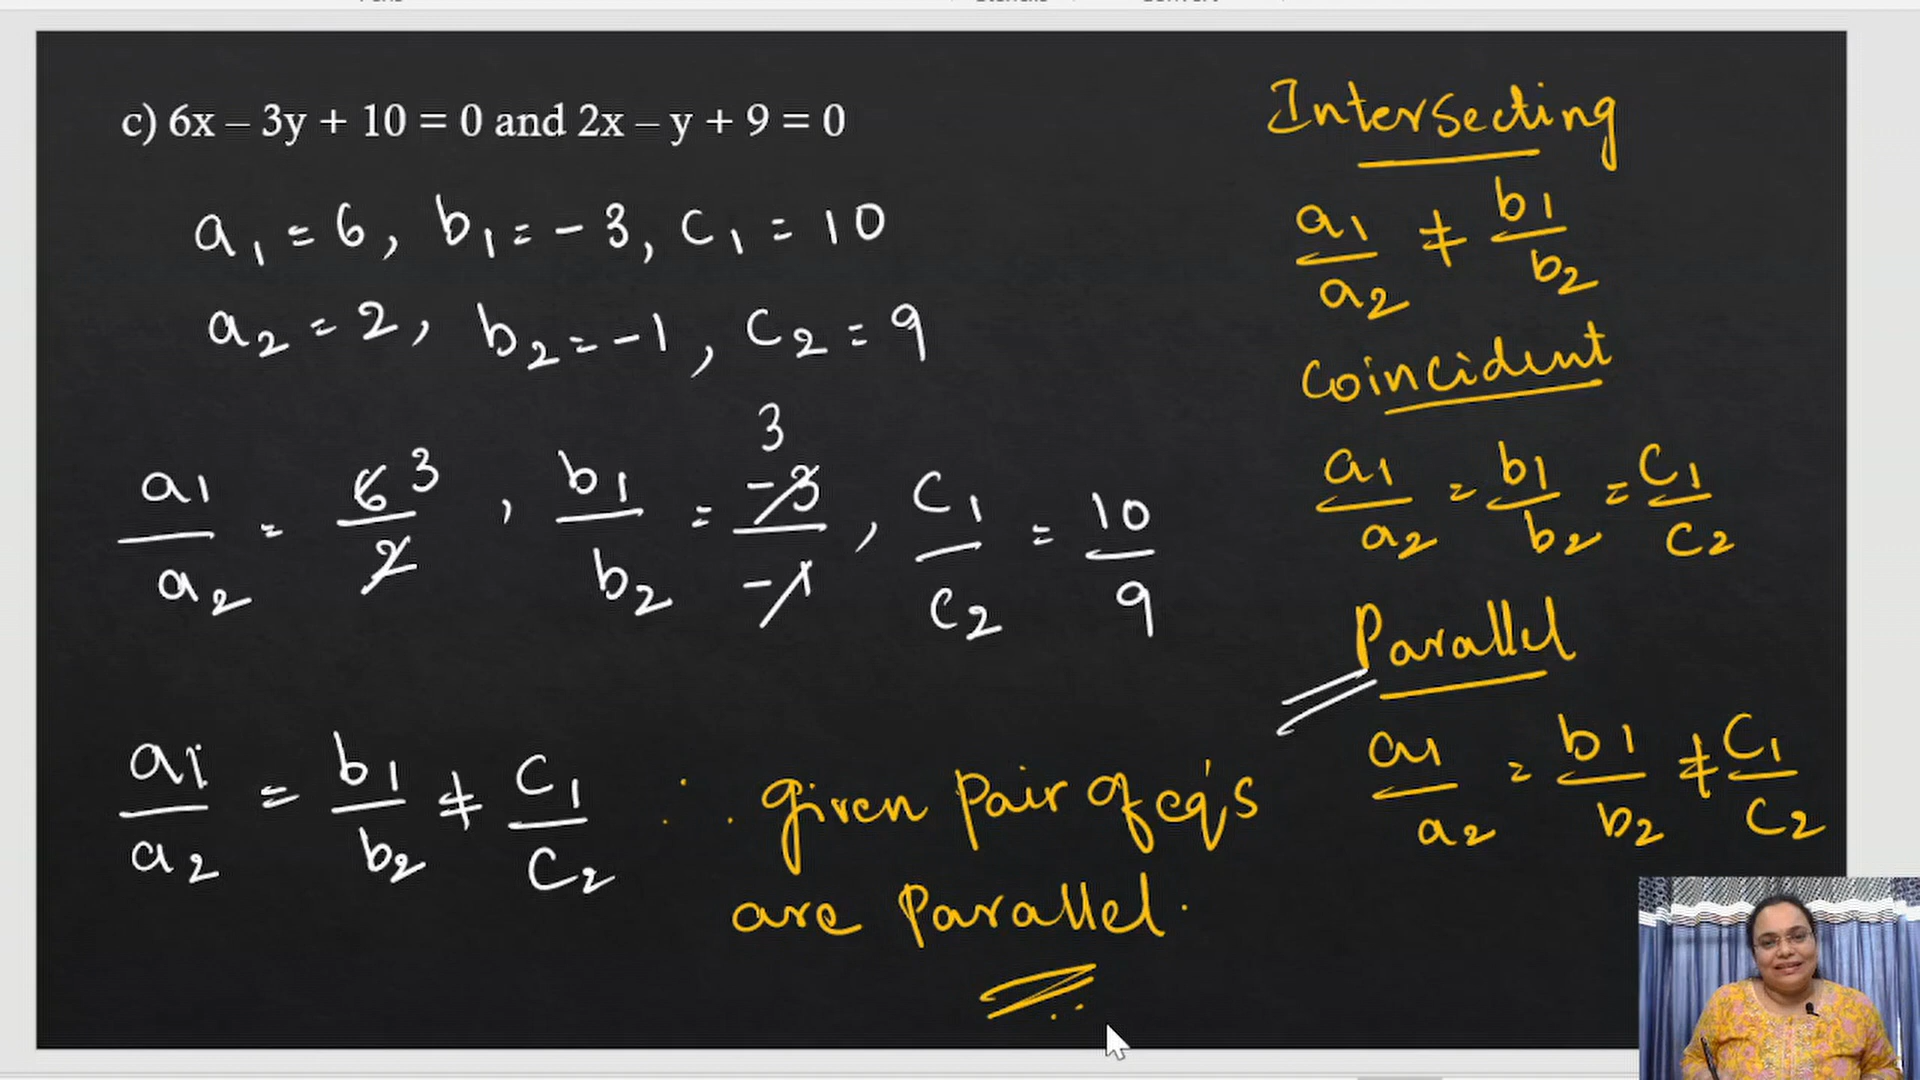 c) 6x – 3y + 10 = 0 and 2x – y + 9 = 0
a₁ = 6, b₁ = -3, c₁ = 10
a₂ = 2, b₂ = -1, c₂ = 9
a₁/a₂ = 6/2 3, b₁/b₂ = -3/-1 3, c₁/c₂ = 10/9
a₁/a₂ = b₁/b₂ ≠ c₁/c₂
∴ given pair of eq's
are parallel.
Intersecting
a₁/a₂ ≠ b₁/b₂
coincident
a₁/a₂ = b₁/b₂ = c₁/c₂
Parallel
a₁/a₂ = b₁/b₂ ≠ c₁/c₂